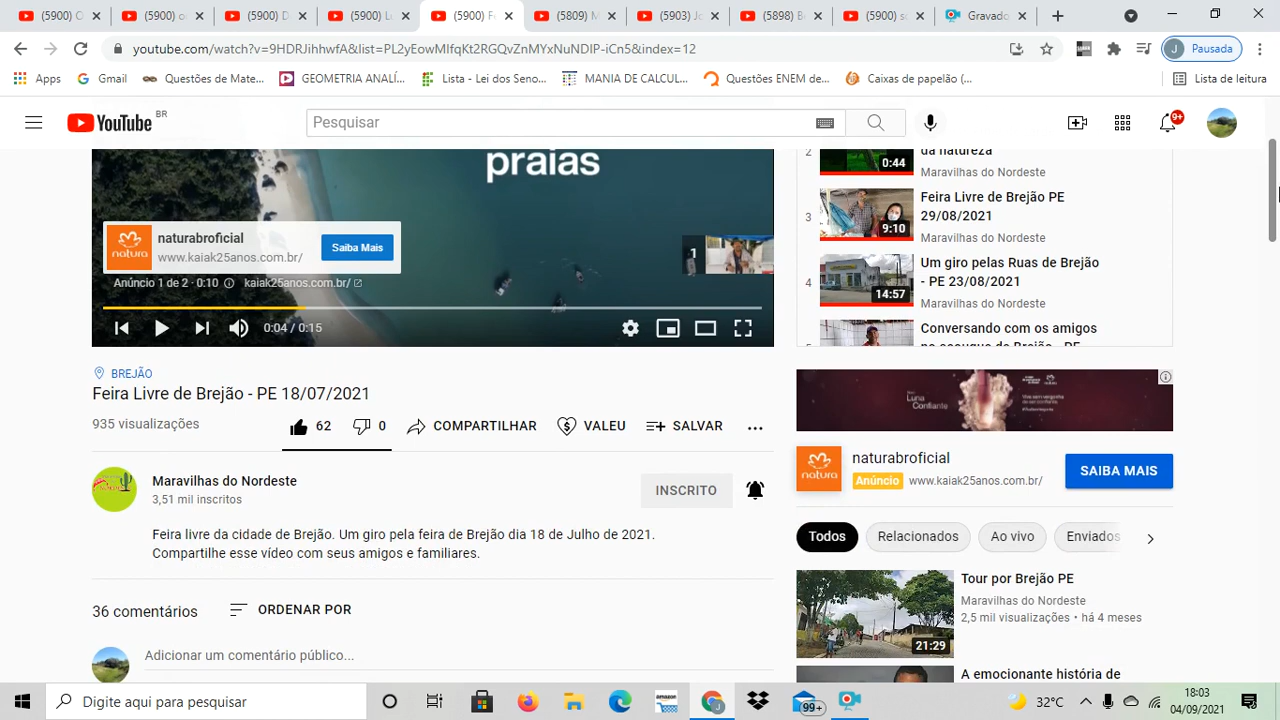 (5900) O
(5900) ov
(5900) D
(5900) Le
(5900) Fe
(5809) M
(5903) Jo
(5898) Be
(5900) se
Gravado
youtube.com/watch?v=9HDRJihhwfA&list=PL2yEowMlfqKt2RGQvZnMYxNuNDIP-iCn5&index=12
J Pausada
Apps
Gmail
Questões de Mate...
GEOMETRIA ANALÍ...
Lista - Lei dos Seno...
MANIA DE CALCUL...
Questões ENEM de...
Caixas de papelão (...
Lista de leitura
YouTube BR
Pesquisar
9+
praias
naturabroficial
www.kaiak25anos.com.br/
Saiba Mais
1
Anúncio 1 de 2 · 0:10
kaiak25anos.com.br/
0:04 / 0:15
2
da natureza
Maravilhas do Nordeste
0:44
3
Feira Livre de Brejão PE
29/08/2021
Maravilhas do Nordeste
9:10
4
Um giro pelas Ruas de Brejão
- PE 23/08/2021
Maravilhas do Nordeste
14:57
Conversando com os amigos
BREJÃO
Feira Livre de Brejão - PE 18/07/2021
935 visualizações
62
0
COMPARTILHAR
VALEU
SALVAR
Maravilhas do Nordeste
3,51 mil inscritos
INSCRITO
Feira livre da cidade de Brejão. Um giro pela feira de Brejão dia 18 de Julho de 2021.
Compartilhe esse vídeo com seus amigos e familiares.
36 comentários
ORDENAR POR
Adicionar um comentário público...
Luna
Confiante
natura
naturabroficial
Anúncio www.kaiak25anos.com.br/
SAIBA MAIS
Todos
Relacionados
Ao vivo
Enviados
Tour por Brejão PE
Maravilhas do Nordeste
2,5 mil visualizações • há 4 meses
21:29
A emocionante história de
Digite aqui para pesquisar
amazon
99+
32°C
18:03
04/09/2021